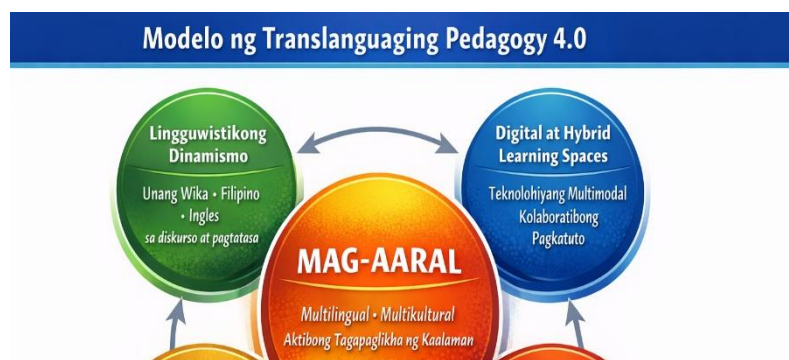 Modelo ng Translanguaging Pedagogy 4.0
Lingguwistikong
Dinamismo
Unang Wika • Filipino
• Ingles
sa diskurso at pagtatasa
Digital at Hybrid
Learning Spaces
Teknolohiyang Multimodal
Kolaboratibong
Pagkatuto
MAG-AARAL
Multilingual • Multikultural
Aktibong Tagapaglikha ng Kaalaman